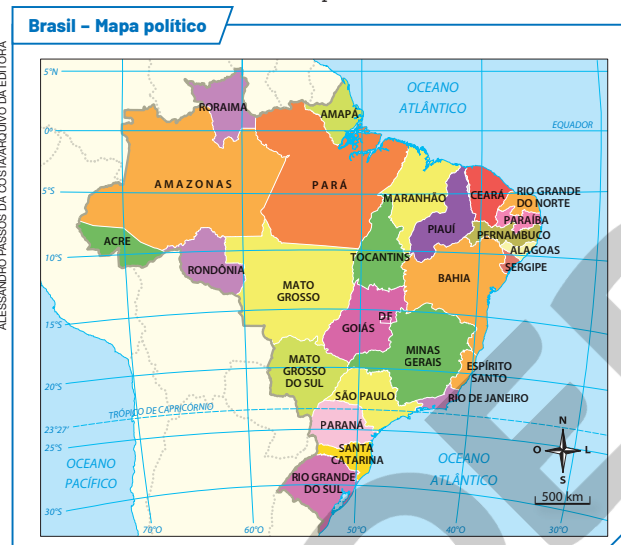 Brasil – Mapa político
ALESSANDRO PASSOS DA COSTA/ARQUIVO DA EDITORA
5°N
0°
5°S
10°S
15°S
20°S
23°27'
25°S
30°S
70°O
60°O
50°O
40°O
30°O
OCEANO
ATLÂNTICO
EQUADOR
RORAIMA
AMAPÁ
AMAZONAS
PARÁ
MARANHÃO
CEARÁ
RIO GRANDE
DO NORTE
PARAÍBA
PIAUÍ
PERNAMBUCO
ALAGOAS
SERGIPE
ACRE
RONDÔNIA
TOCANTINS
BAHIA
MATO
GROSSO
DF
GOIÁS
MINAS
GERAIS
MATO
GROSSO
DO SUL
ESPÍRITO
SANTO
SÃO PAULO
RIO DE JANEIRO
TRÓPICO DE CAPRICÓRNIO
PARANÁ
SANTA
CATARINA
RIO GRANDE
DO SUL
OCEANO
PACÍFICO
OCEANO
ATLÂNTICO
N
O
L
S
500 km